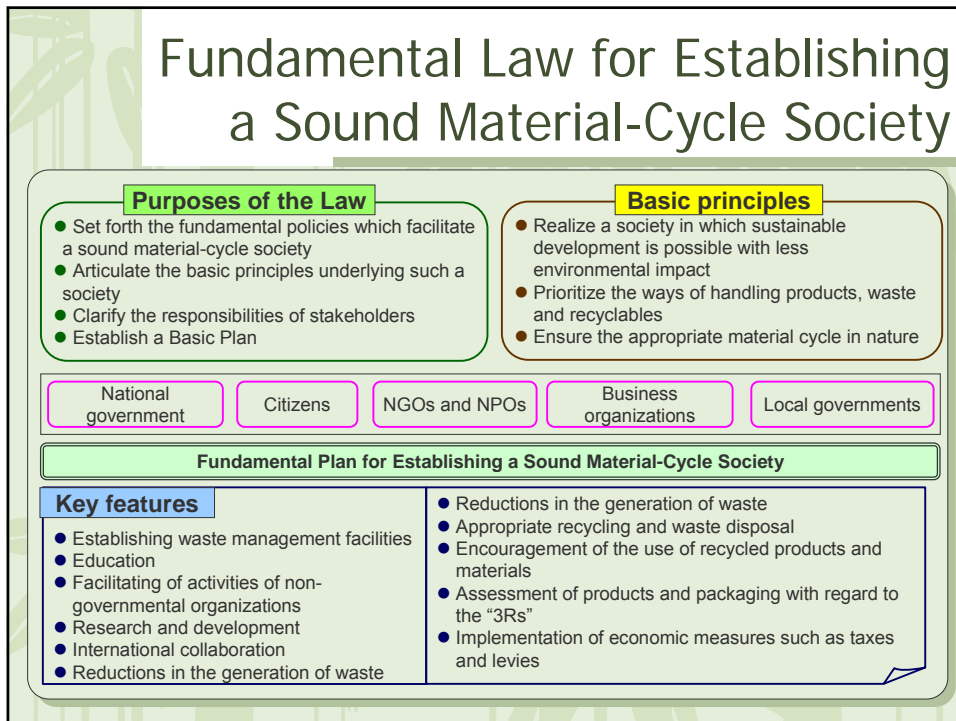 Fundamental Law for Establishing
a Sound Material-Cycle Society
Purposes of the Law
● Set forth the fundamental policies which facilitate
a sound material-cycle society
● Articulate the basic principles underlying such a
society
● Clarify the responsibilities of stakeholders
● Establish a Basic Plan
Basic principles
● Realize a society in which sustainable
development is possible with less
environmental impact
● Prioritize the ways of handling products, waste
and recyclables
● Ensure the appropriate material cycle in nature
National
government
Citizens
NGOs and NPOs
Business
organizations
Local governments
Fundamental Plan for Establishing a Sound Material-Cycle Society
Key features
● Establishing waste management facilities
● Education
● Facilitating of activities of non-
governmental organizations
● Research and development
● International collaboration
● Reductions in the generation of waste
● Reductions in the generation of waste
● Appropriate recycling and waste disposal
● Encouragement of the use of recycled products and
materials
● Assessment of products and packaging with regard to
the “3Rs”
● Implementation of economic measures such as taxes
and levies